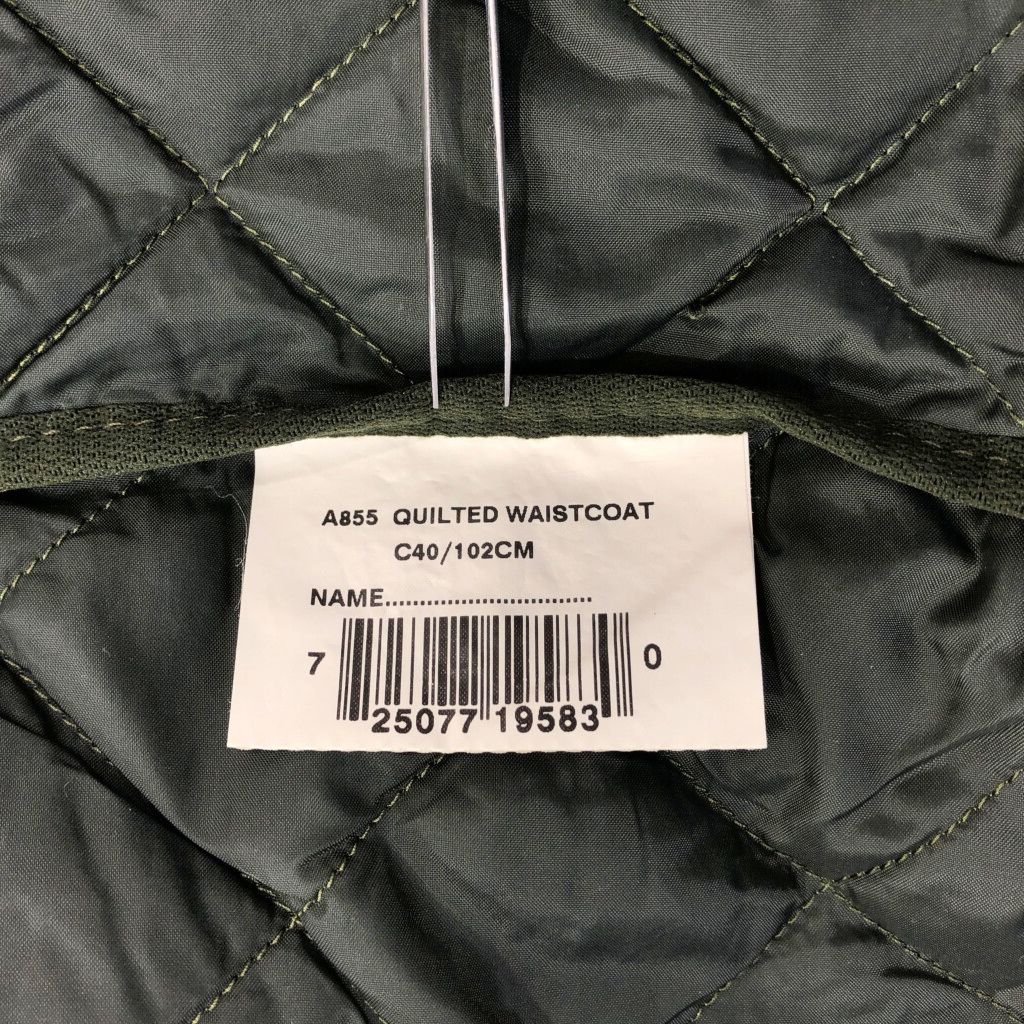 A855 QUILTED WAISTCOAT
C40/102CM
NAME..............................
7 25077 19583 0